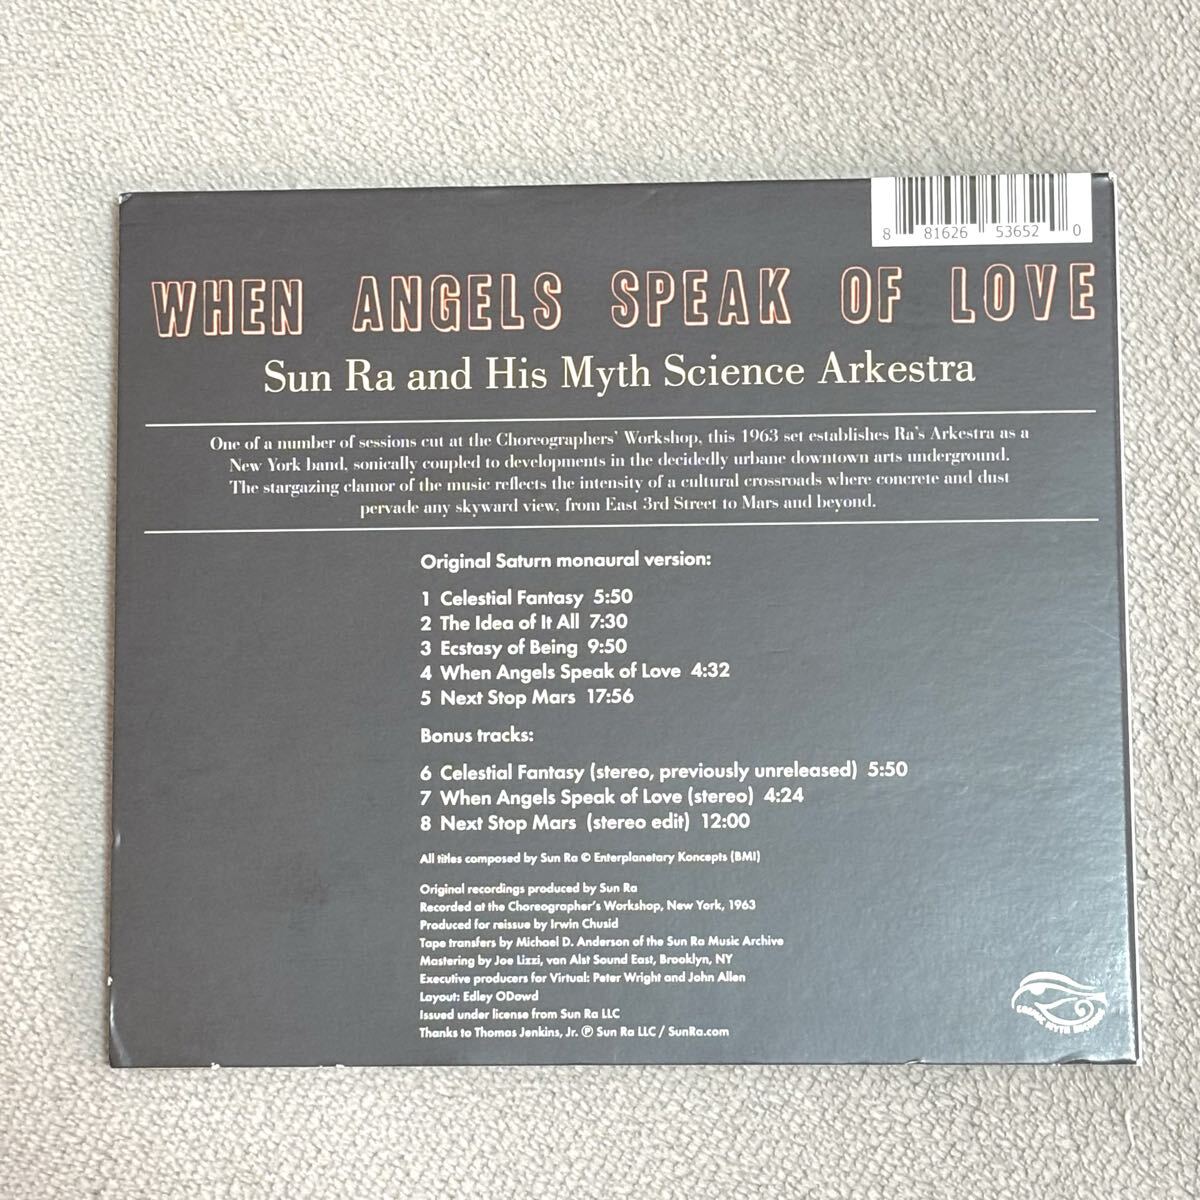 8 81626 53652 0
WHEN ANGELS SPEAK OF LOVE
Sun Ra and His Myth Science Arkestra
One of a number of sessions cut at the Choreographers' Workshop, this 1963 set establishes Ra's Arkestra as a
New York band, sonically coupled to developments in the decidedly urbane downtown arts underground.
The stargazing clamor of the music reflects the intensity of a cultural crossroads where concrete and dust
pervade any skyward view, from East 3rd Street to Mars and beyond.
Original Saturn monaural version:
1 Celestial Fantasy 5:50
2 The Idea of It All 7:30
3 Ecstasy of Being 9:50
4 When Angels Speak of Love 4:32
5 Next Stop Mars 17:56
Bonus tracks:
6 Celestial Fantasy (stereo, previously unreleased) 5:50
7 When Angels Speak of Love (stereo) 4:24
8 Next Stop Mars (stereo edit) 12:00
All titles composed by Sun Ra © Enterplanetary Koncepts (BMI)
Original recordings produced by Sun Ra
Recorded at the Choreographer's Workshop, New York, 1963
Produced for reissue by Irwin Chusid
Tape transfers by Michael D. Anderson of the Sun Ra Music Archive
Mastering by Joe Lizzi, van Alst Sound East, Brooklyn, NY
Executive producers for Virtual: Peter Wright and John Allen
Layout: Edley ODowd
Issued under license from Sun Ra LLC
Thanks to Thomas Jenkins, Jr. ℗ Sun Ra LLC / SunRa.com
COSMIC MYTH RECORDS